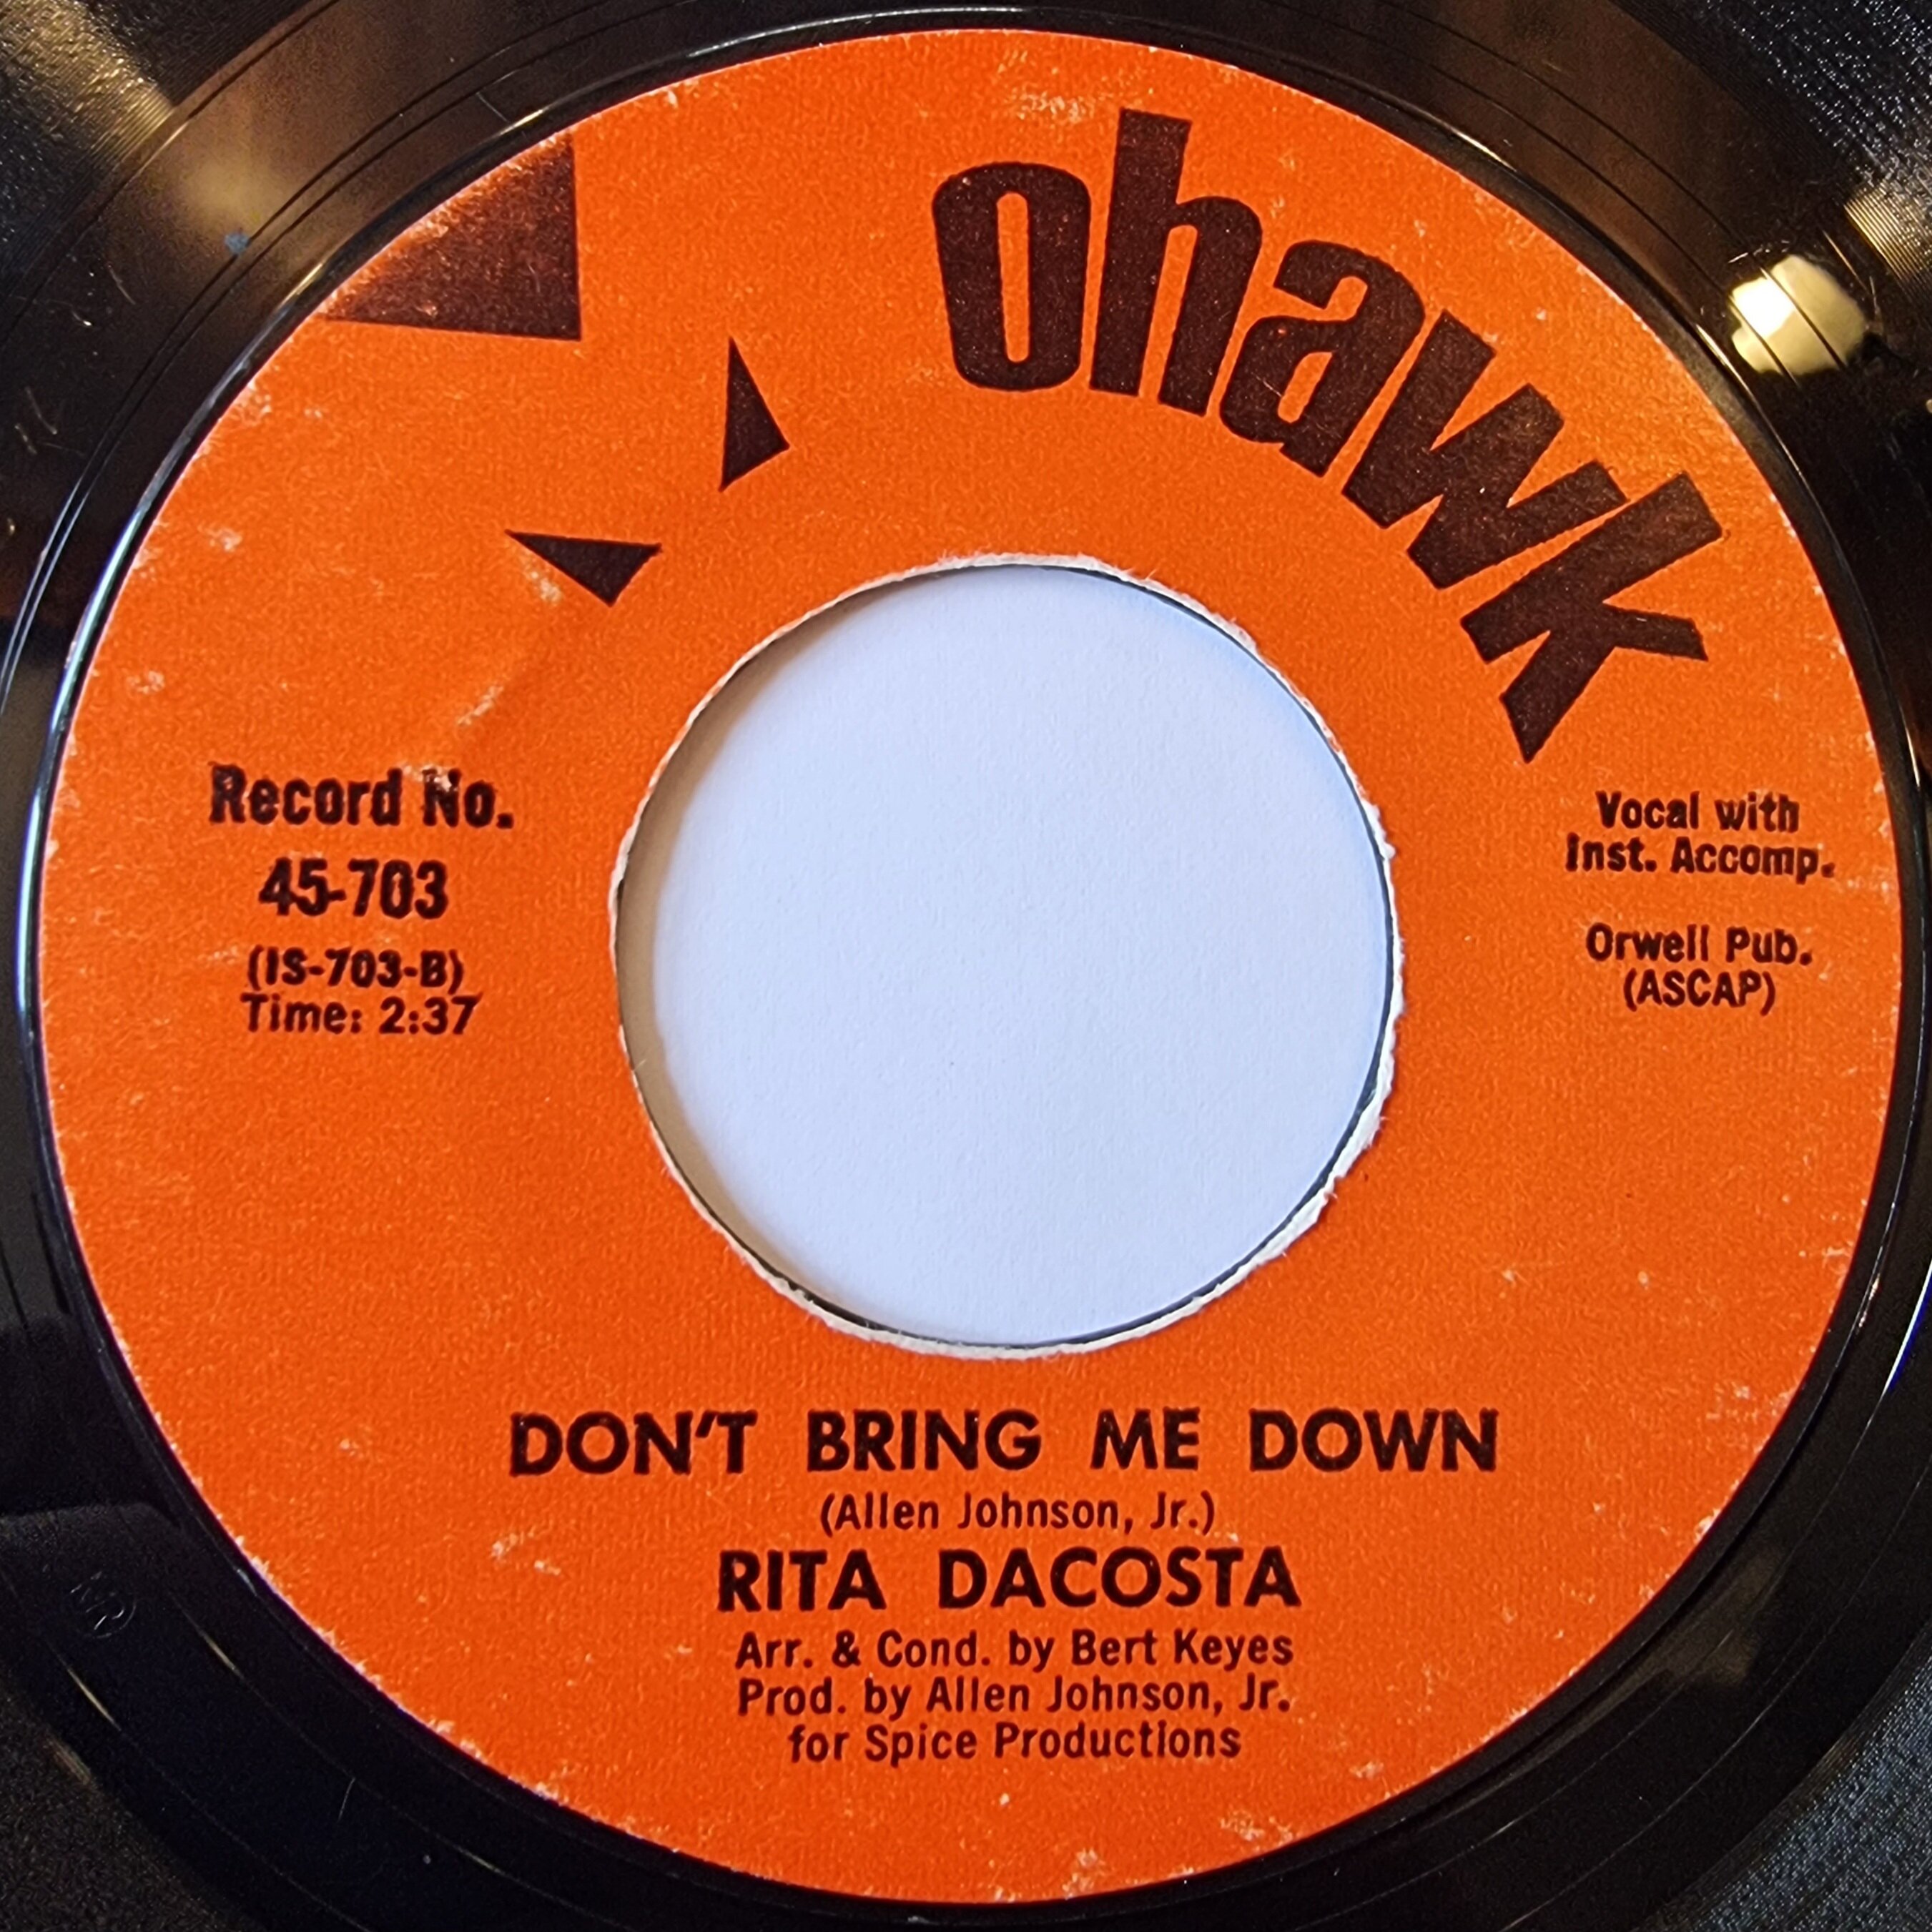 ohawk
Record No.
45-703
(IS-703-B)
Time: 2:37
Vocal with
Inst. Accomp.
Orwell Pub.
(ASCAP)
DON'T BRING ME DOWN
(Allen Johnson, Jr.)
RITA DACOSTA
Arr. & Cond. by Bert Keyes
Prod. by Allen Johnson, Jr.
for Spice Productions